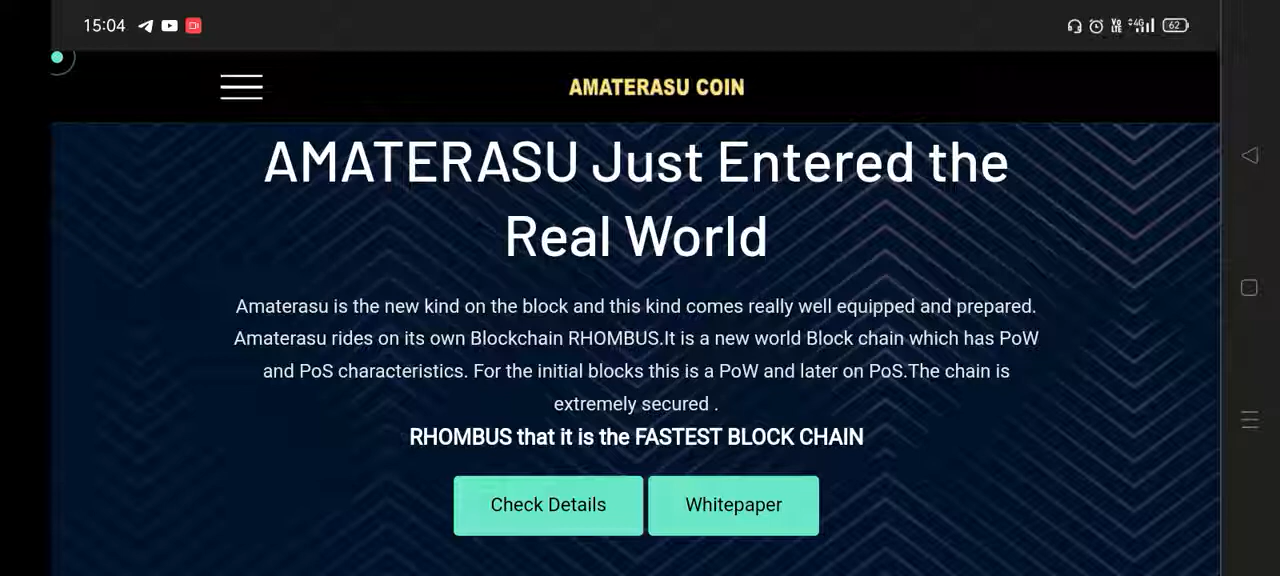 15:04
Vo
LTE
4G
62
AMATERASU COIN
AMATERASU Just Entered the
Real World
Amaterasu is the new kind on the block and this kind comes really well equipped and prepared.
Amaterasu rides on its own Blockchain RHOMBUS.It is a new world Block chain which has PoW
and PoS characteristics. For the initial blocks this is a PoW and later on PoS.The chain is
extremely secured .
RHOMBUS that it is the FASTEST BLOCK CHAIN
Check Details
Whitepaper